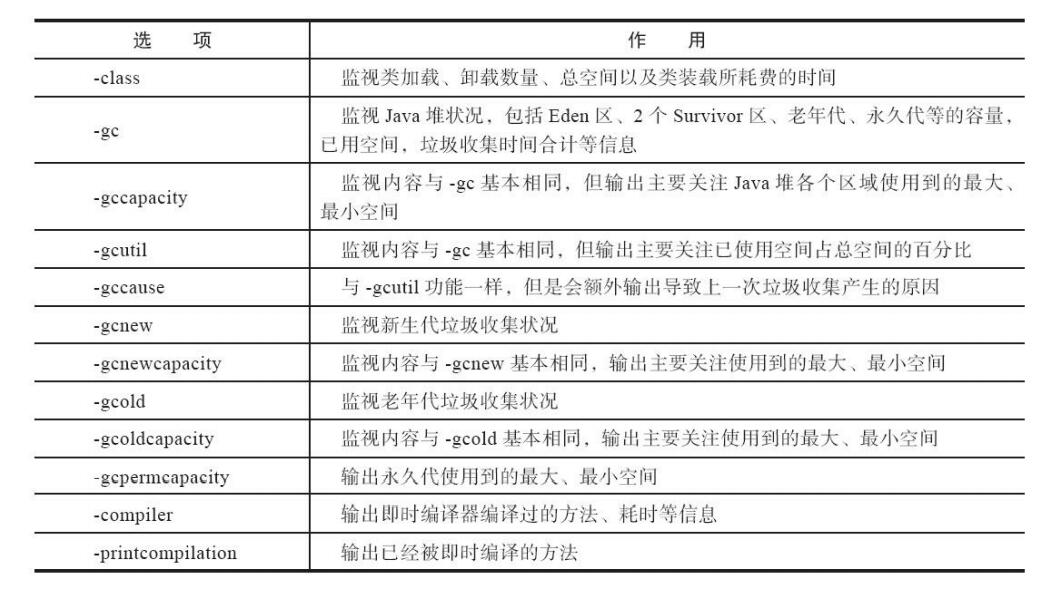 选 项 作 用
-class 监视类加载、卸载数量、总空间以及类装载所耗费的时间
-gc 监视 Java 堆状况，包括 Eden 区、2 个 Survivor 区、老年代、永久代等的容量，
已用空间，垃圾收集时间合计等信息
-gccapacity 监视内容与 -gc 基本相同，但输出主要关注 Java 堆各个区域使用到的最大、
最小空间
-gcutil 监视内容与 -gc 基本相同，但输出主要关注已使用空间占总空间的百分比
-gccause 与 -gcutil 功能一样，但是会额外输出导致上一次垃圾收集产生的原因
-gcnew 监视新生代垃圾收集状况
-gcnewcapacity 监视内容与 -gcnew 基本相同，输出主要关注使用到的最大、最小空间
-gcold 监视老年代垃圾收集状况
-gcoldcapacity 监视内容与 -gcold 基本相同，输出主要关注使用到的最大、最小空间
-gcpermcapacity 输出永久代使用到的最大、最小空间
-compiler 输出即时编译器编译过的方法、耗时等信息
-printcompilation 输出已经被即时编译的方法